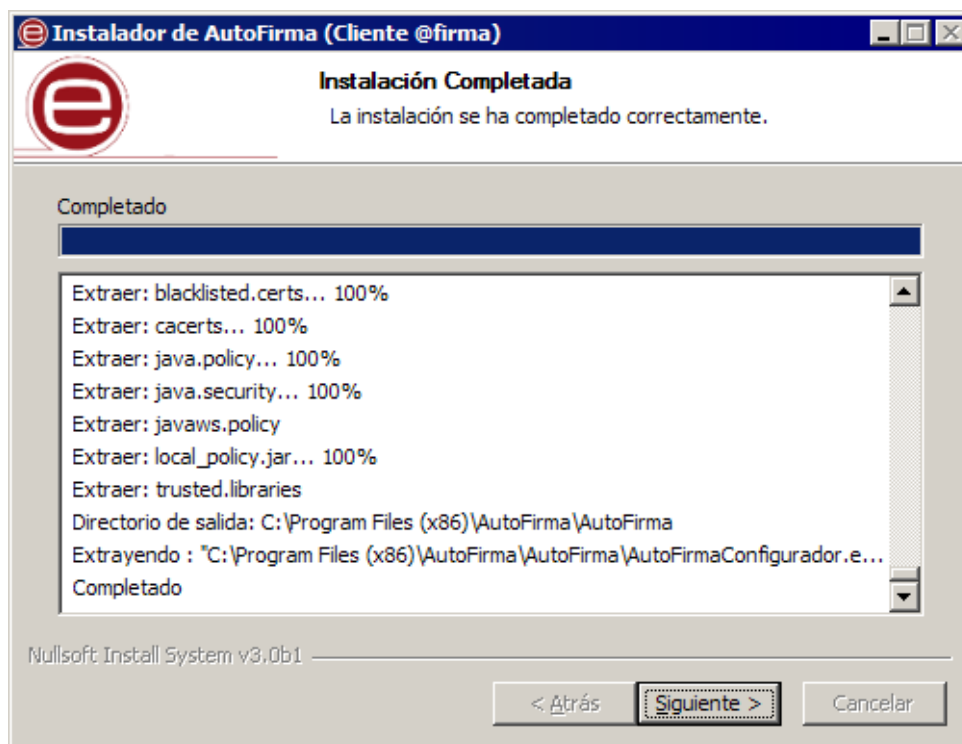 Instalador de AutoFirma (Cliente @firma)
Instalación Completada
La instalación se ha completado correctamente.
Completado
Extraer: blacklisted.certs... 100%
Extraer: cacerts... 100%
Extraer: java.policy... 100%
Extraer: java.security... 100%
Extraer: javaws.policy
Extraer: local_policy.jar... 100%
Extraer: trusted.libraries
Directorio de salida: C:\Program Files (x86)\AutoFirma\AutoFirma
Extrayendo : "C:\Program Files (x86)\AutoFirma\AutoFirma\AutoFirmaConfigurador.e...
Completado
Nullsoft Install System v3.0b1
< Atrás
Siguiente >
Cancelar